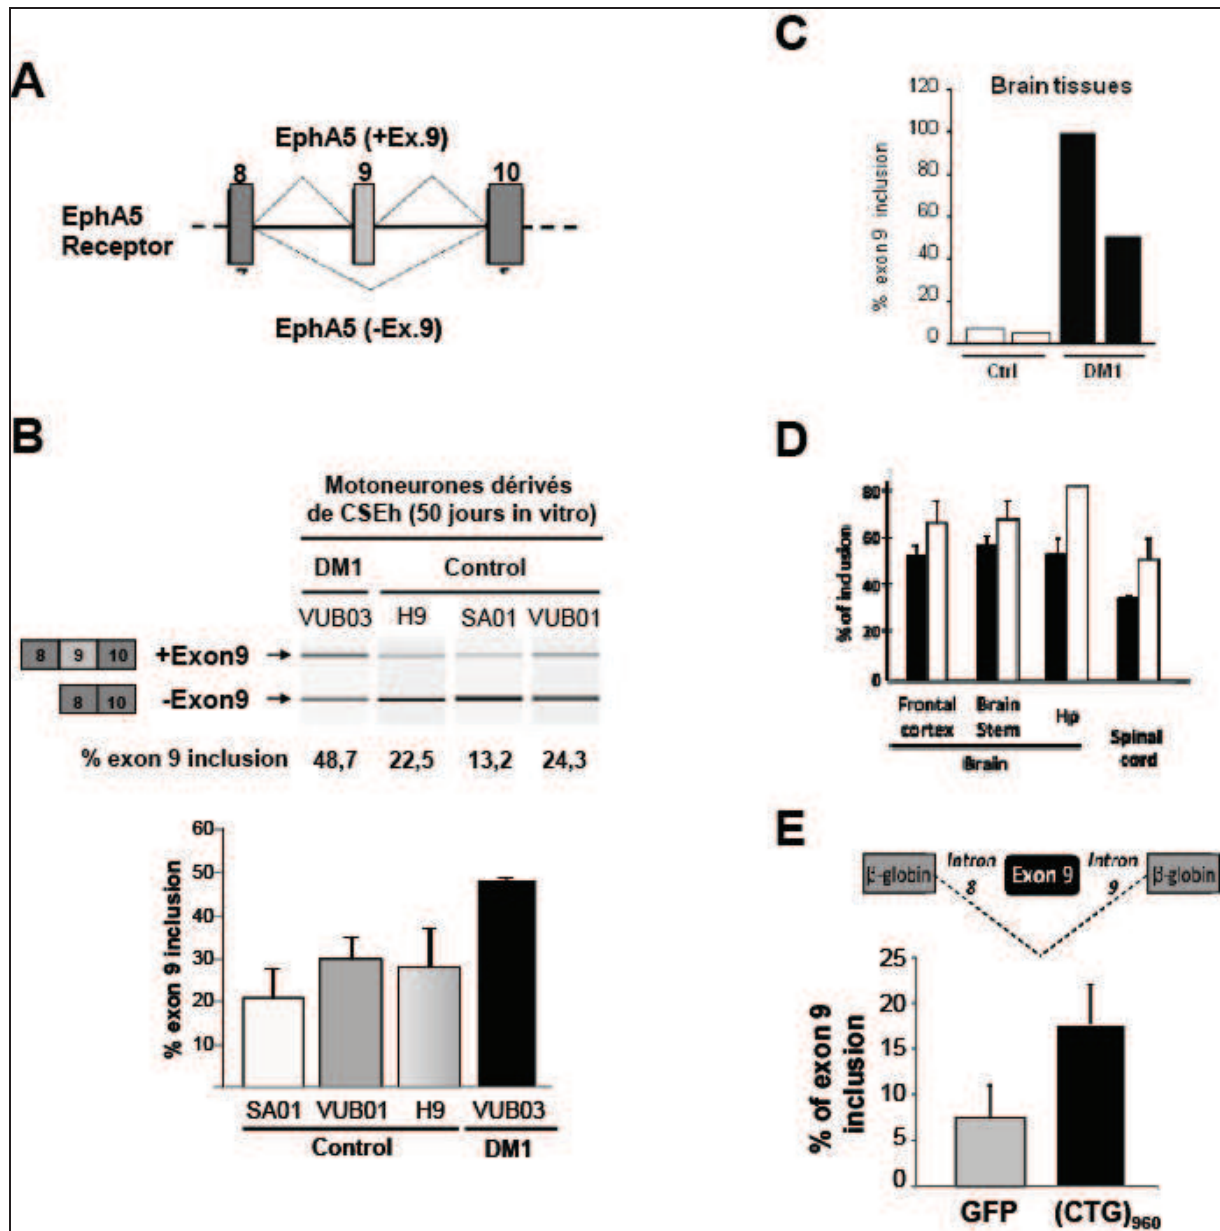 A
EphA5 (+Ex.9)
8 9 10
EphA5
Receptor
EphA5 (-Ex.9)
B
Motoneurones dérivés
de CSEh (50 jours in vitro)
DM1 Control
VUB03 H9 SA01 VUB01
8 9 10 +Exon9
8 10 -Exon9
% exon 9 inclusion 48,7 22,5 13,2 24,3
% exon 9 inclusion
60
50
40
30
20
10
SA01 VUB01 H9 VUB03
Control DM1
C
Brain tissues
% exon 9 inclusion
120
100
80
60
40
20
0
Ctrl DM1
D
% of inclusion
80
60
40
20
0
Frontal
cortex
Brain
Stem
Hp
Spinal
cord
Brain
E
β-globin Intron 8 Exon 9 Intron 9 β-globin
% of exon 9
inclusion
25
20
15
10
5
0
GFP (CTG)960